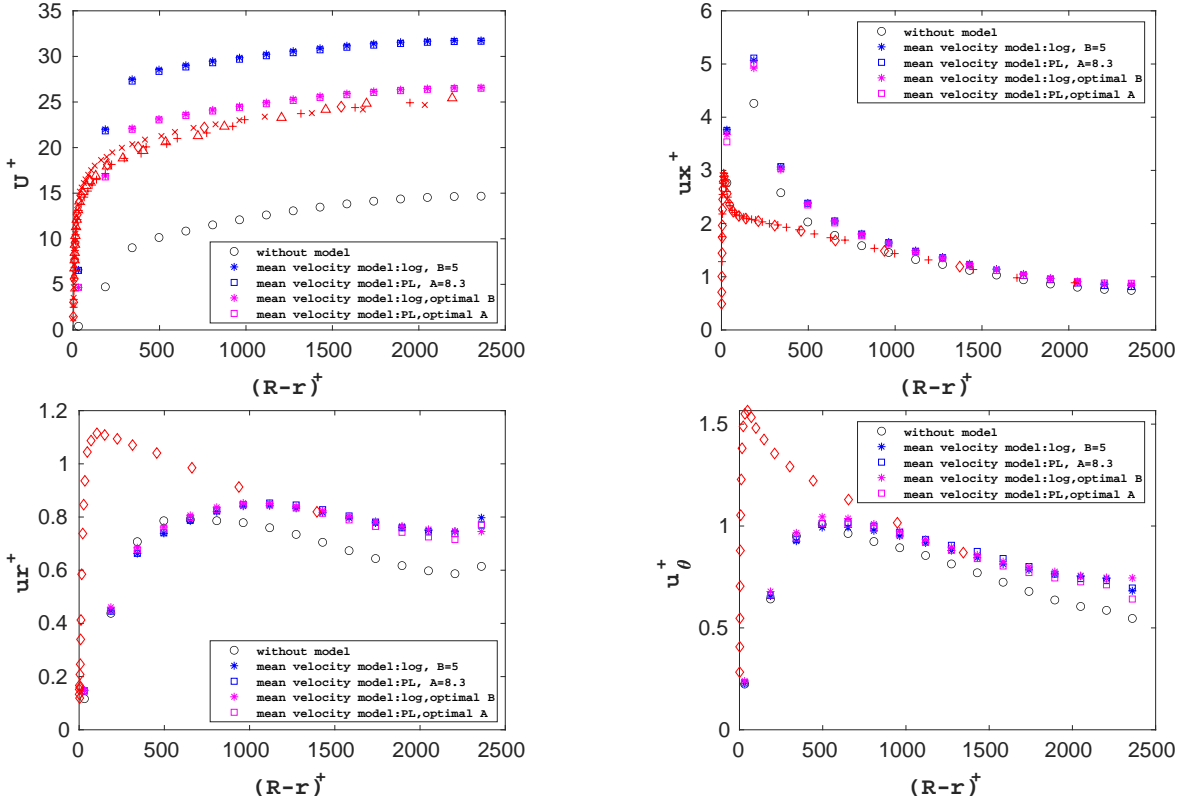 35
30
25
20
15
10
5
0
U+
without model
mean velocity model:log, B=5
mean velocity model:PL, A=8.3
mean velocity model:log,optimal B
mean velocity model:PL,optimal A
0 500 1000 1500 2000 2500
(R-r)+
6
5
4
3
2
1
0
ux+
without model
mean velocity model:log, B=5
mean velocity model:PL, A=8.3
mean velocity model:log,optimal B
mean velocity model:PL,optimal A
0 500 1000 1500 2000 2500
(R-r)+
1.2
1
0.8
0.6
0.4
0.2
0
ur+
without model
mean velocity model:log, B=5
mean velocity model:PL, A=8.3
mean velocity model:log,optimal B
mean velocity model:PL,optimal A
0 500 1000 1500 2000 2500
(R-r)+
1.5
1
0.5
0
u+θ
without model
mean velocity model:log, B=5
mean velocity model:PL, A=8.3
mean velocity model:log,optimal B
mean velocity model:PL,optimal A
0 500 1000 1500 2000 2500
(R-r)+